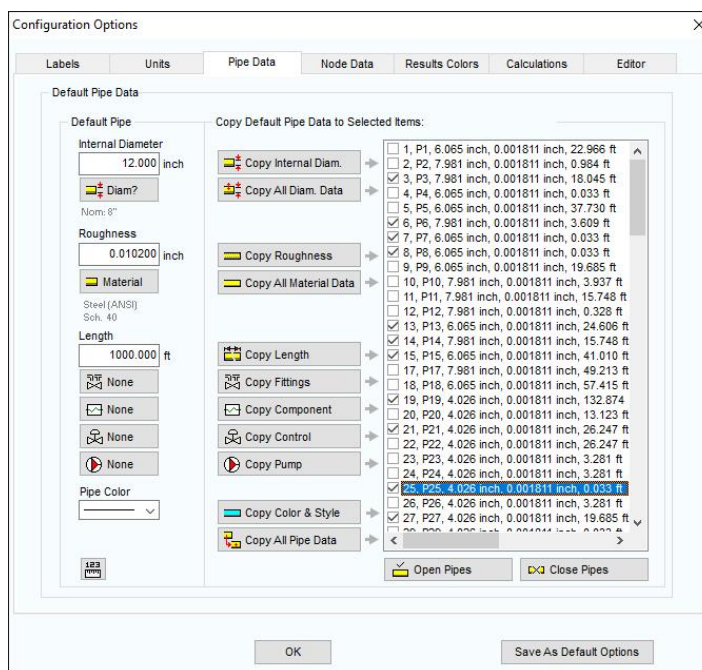 Configuration Options
Labels
Units
Pipe Data
Node Data
Results Colors
Calculations
Editor
Default Pipe Data
Default Pipe
Internal Diameter
12.000 inch
Diam?
Nom: 8"
Roughness
0.010200 inch
Material
Steel (ANSI)
Sch. 40
Length
1000.000 ft
None
None
None
None
Pipe Color
123
Copy Default Pipe Data to Selected Items:
Copy Internal Diam.
Copy All Diam. Data
Copy Roughness
Copy All Material Data
Copy Length
Copy Fittings
Copy Component
Copy Control
Copy Pump
Copy Color & Style
Copy All Pipe Data
1, P1, 6.065 inch, 0.001811 inch, 22.966 ft
2, P2, 7.981 inch, 0.001811 inch, 0.984 ft
3, P3, 7.981 inch, 0.001811 inch, 18.045 ft
4, P4, 6.065 inch, 0.001811 inch, 0.033 ft
5, P5, 6.065 inch, 0.001811 inch, 37.730 ft
6, P6, 7.981 inch, 0.001811 inch, 3.609 ft
7, P7, 6.065 inch, 0.001811 inch, 0.033 ft
8, P8, 6.065 inch, 0.001811 inch, 0.033 ft
9, P9, 6.065 inch, 0.001811 inch, 19.685 ft
10, P10, 7.981 inch, 0.001811 inch, 3.937 ft
11, P11, 7.981 inch, 0.001811 inch, 15.748 ft
12, P12, 7.981 inch, 0.001811 inch, 0.328 ft
13, P13, 6.065 inch, 0.001811 inch, 24.606 ft
14, P14, 7.981 inch, 0.001811 inch, 15.748 ft
15, P15, 6.065 inch, 0.001811 inch, 41.010 ft
17, P17, 7.981 inch, 0.001811 inch, 49.213 ft
18, P18, 6.065 inch, 0.001811 inch, 57.415 ft
19, P19, 4.026 inch, 0.001811 inch, 132.874
20, P20, 4.026 inch, 0.001811 inch, 13.123 ft
21, P21, 4.026 inch, 0.001811 inch, 26.247 ft
22, P22, 4.026 inch, 0.001811 inch, 26.247 ft
23, P23, 4.026 inch, 0.001811 inch, 3.281 ft
24, P24, 4.026 inch, 0.001811 inch, 3.281 ft
25, P25, 4.026 inch, 0.001811 inch, 0.033 ft
26, P26, 4.026 inch, 0.001811 inch, 3.281 ft
27, P27, 4.026 inch, 0.001811 inch, 19.685 ft
Open Pipes
Close Pipes
OK
Save As Default Options